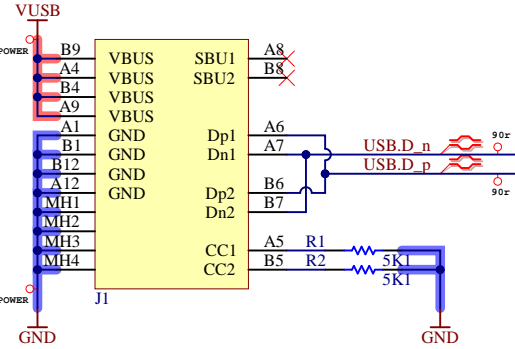 VUSB
POWER
B9 VBUS SBU1 A8
A4 VBUS SBU2 B8
B4 VBUS
A9 VBUS
A1 GND Dp1 A6 90r
B1 GND Dn1 A7 USB.D_n
B12 GND USB.D_p
A12 GND Dp2 B6 90r
MH1 Dn2 B7
MH2
MH3 CC1 A5 R1 5K1
MH4 CC2 B5 R2 5K1
POWER
J1
GND GND